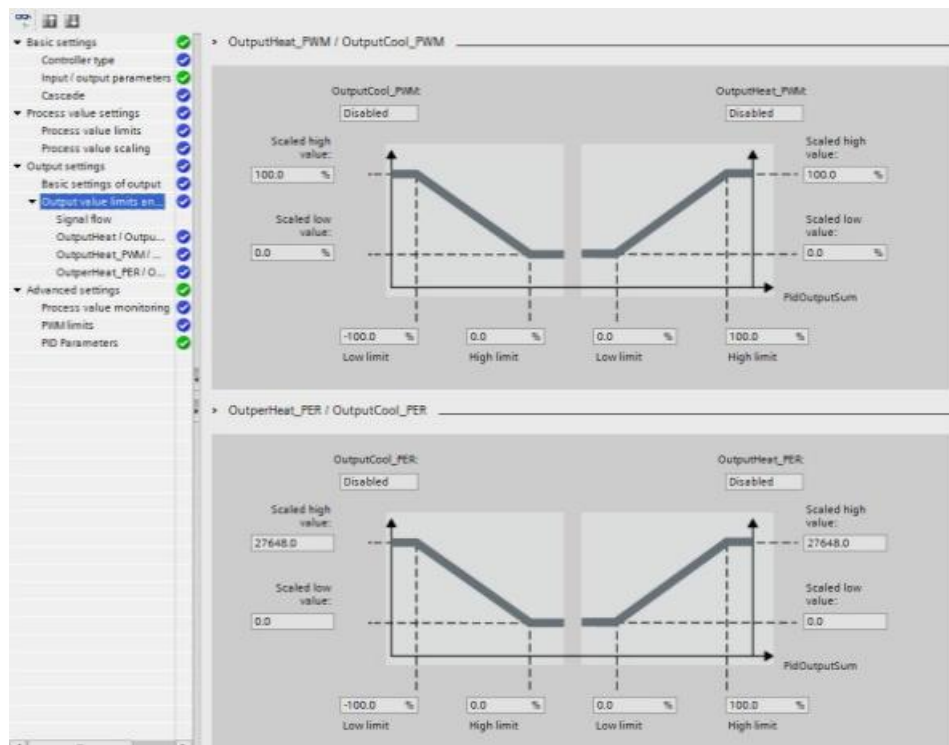 Basic settings
Controller type
Input / output parameters
Cascade
Process value settings
Process value limits
Process value scaling
Output settings
Basic settings of output
Output value limits an...
Signal flow
OutputHeat / Outpu...
OutputHeat_PWM / ...
OutperHeat_PER / O...
Advanced settings
Process value monitoring
PWM limits
PID Parameters
OutputHeat_PWM / OutputCool_PWM
OutputCool_PWM:
OutputHeat_PWM:
Disabled
Disabled
Scaled high value:
Scaled high value:
100.0 %
100.0 %
Scaled low value:
Scaled low value:
0.0 %
0.0 %
PidOutputSum
-100.0 %
0.0 %
0.0 %
100.0 %
Low limit
High limit
Low limit
High limit
OutperHeat_PER / OutputCool_PER
OutputCool_PER:
OutputHeat_PER:
Disabled
Disabled
Scaled high value:
Scaled high value:
27648.0
27648.0
Scaled low value:
Scaled low value:
0.0
0.0
PidOutputSum
-100.0 %
0.0 %
0.0 %
100.0 %
Low limit
High limit
Low limit
High limit